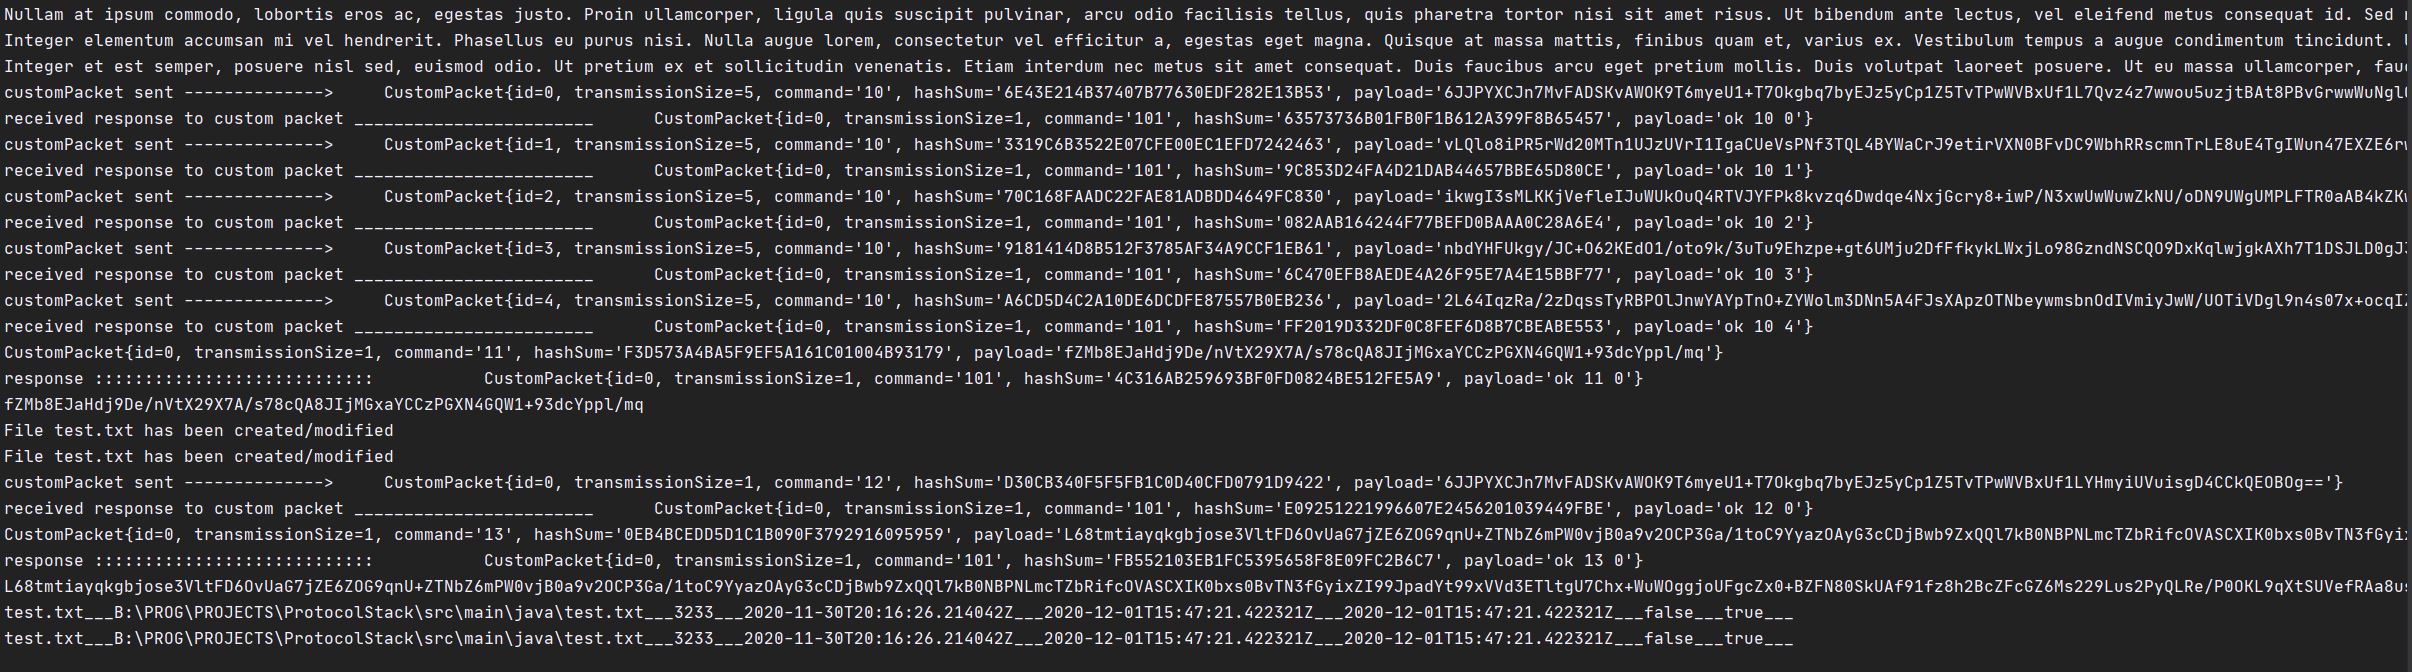 Nullam at ipsum commodo, lobortis eros ac, egestas justo. Proin ullamcorper, ligula quis suscipit pulvinar, arcu odio facilisis tellus, quis pharetra tortor nisi sit amet risus. Ut bibendum ante lectus, vel eleifend metus consequat id. Sed
Integer elementum accumsan mi vel hendrerit. Phasellus eu purus nisi. Nulla augue lorem, consectetur vel efficitur a, egestas eget magna. Quisque at massa mattis, finibus quam et, varius ex. Vestibulum tempus a augue condimentum tincidunt.
Integer et est semper, posuere nisl sed, euismod odio. Ut pretium ex et sollicitudin venenatis. Etiam interdum nec metus sit amet consequat. Duis faucibus arcu eget pretium mollis. Duis volutpat laoreet posuere. Ut eu massa ullamcorper, fau
customPacket sent -------------->     CustomPacket{id=0, transmissionSize=5, command='10', hashSum='6E43E214B37407B77630EDF282E13B53', payload='6JJPYXCJn7MvFADSKvAWOK9T6myeU1+T7Okgbq7byEJz5yCp1Z5TvTPwWVBxUf1L7Qvz4z7wwou5uzjtBAt8PBvGrwwWuNgl
received response to custom packet ________________________      CustomPacket{id=0, transmissionSize=1, command='101', hashSum='63573736B01FB0F1B612A399F8B65457', payload='ok 10 0'}
customPacket sent -------------->     CustomPacket{id=1, transmissionSize=5, command='10', hashSum='3319C6B3522E07CFE00EC1EFD7242463', payload='vLQlo8iPR5rWd20MTn1UJzUVrI1IgaCUeVsPNf3TQL4BYWaCrJ9etirVXN0BFvDC9WbhRRscmnTrLE8uE4TgIWun47EXZE6r
received response to custom packet ________________________      CustomPacket{id=0, transmissionSize=1, command='101', hashSum='9C853D24FA4D21DAB44657BBE65D80CE', payload='ok 10 1'}
customPacket sent -------------->     CustomPacket{id=2, transmissionSize=5, command='10', hashSum='70C168FAADC22FAE81ADBDD4649FC830', payload='ikwgI3sMLKKjVefleIJuWUkOuQ4RTVJYFPk8kvzq6Dwdqe4NxjGcry8+iwP/N3xwUwWuwZkNU/oDN9UWgUMPLFTR0aAB4kZK
received response to custom packet ________________________      CustomPacket{id=0, transmissionSize=1, command='101', hashSum='082AAB164244F77BEFD0BAAA0C28A6E4', payload='ok 10 2'}
customPacket sent -------------->     CustomPacket{id=3, transmissionSize=5, command='10', hashSum='9181414D8B512F3785AF34A9CCF1EB61', payload='nbdYHFUkgy/JC+O62KEdO1/oto9k/3uTu9Ehzpe+gt6UMju2DfFfkykLWxjLo98GzndNSCQO9DxKqlwjgkAXh7T1DSJLD0gJ
received response to custom packet ________________________      CustomPacket{id=0, transmissionSize=1, command='101', hashSum='6C470EFB8AEDE4A26F95E7A4E15BBF77', payload='ok 10 3'}
customPacket sent -------------->     CustomPacket{id=4, transmissionSize=5, command='10', hashSum='A6CD5D4C2A10DE6DCDFE87557B0EB236', payload='2L64IqzRa/2zDqssTyRBPOlJnwYAYpTnO+ZYWolm3DNn5A4FJsXApzOTNbeywmsbnOdIVmiyJwW/UOTiVDgl9n4s07x+ocqI
received response to custom packet ________________________      CustomPacket{id=0, transmissionSize=1, command='101', hashSum='FF2019D332DF0C8FEF6D8B7CBEABE553', payload='ok 10 4'}
CustomPacket{id=0, transmissionSize=1, command='11', hashSum='F3D573A4BA5F9EF5A161C01004B93179', payload='fZMb8EJaHdj9De/nVtX29X7A/s78cQA8JIjMGxaYCCzPGXN4GQW1+93dcYppl/mq'}
response ::::::::::::::::::::::::::::           CustomPacket{id=0, transmissionSize=1, command='101', hashSum='4C316AB259693BF0FD0824BE512FE5A9', payload='ok 11 0'}
fZMb8EJaHdj9De/nVtX29X7A/s78cQA8JIjMGxaYCCzPGXN4GQW1+93dcYppl/mq
File test.txt has been created/modified
File test.txt has been created/modified
customPacket sent -------------->     CustomPacket{id=0, transmissionSize=1, command='12', hashSum='D30CB340F5F5FB1C0D40CFD0791D9422', payload='6JJPYXCJn7MvFADSKvAWOK9T6myeU1+T7Okgbq7byEJz5yCp1Z5TvTPwWVBxUf1LYHmyiUVuisgD4CCkQEOBOg=='}
received response to custom packet ________________________      CustomPacket{id=0, transmissionSize=1, command='101', hashSum='E09251221996607E2456201039449FBE', payload='ok 12 0'}
CustomPacket{id=0, transmissionSize=1, command='13', hashSum='0EB4BCEDD5D1C1B090F3792916095959', payload='L68tmtiayqkgbjose3VltFD6OvUaG7jZE6ZOG9qnU+ZTNbZ6mPW0vjB0a9v2OCP3Ga/1toC9YyazOAyG3cCDjBwb9ZxQQl7kB0NBPNLmcTZbRifcOVASCXIK0bxs0BvTN3fGyi
response ::::::::::::::::::::::::::::           CustomPacket{id=0, transmissionSize=1, command='101', hashSum='FB552103EB1FC5395658F8E09FC2B6C7', payload='ok 13 0'}
L68tmtiayqkgbjose3VltFD6OvUaG7jZE6ZOG9qnU+ZTNbZ6mPW0vjB0a9v2OCP3Ga/1toC9YyazOAyG3cCDjBwb9ZxQQl7kB0NBPNLmcTZbRifcOVASCXIK0bxs0BvTN3fGyixZI99JpadYt99xVVd3ETltgU7Chx+WuWOggjoUFgcZx0+BZFN80SkUAf91fz8h2BcZFcGZ6Ms229Lus2PyQLRe/P0OKL9qXtSUVefRAa8u
test.txt___B:\PROG\PROJECTS\ProtocolStack\src\main\java\test.txt___3233___2020-11-30T20:16:26.214042Z___2020-12-01T15:47:21.422321Z___2020-12-01T15:47:21.422321Z___false___true___
test.txt___B:\PROG\PROJECTS\ProtocolStack\src\main\java\test.txt___3233___2020-11-30T20:16:26.214042Z___2020-12-01T15:47:21.422321Z___2020-12-01T15:47:21.422321Z___false___true___